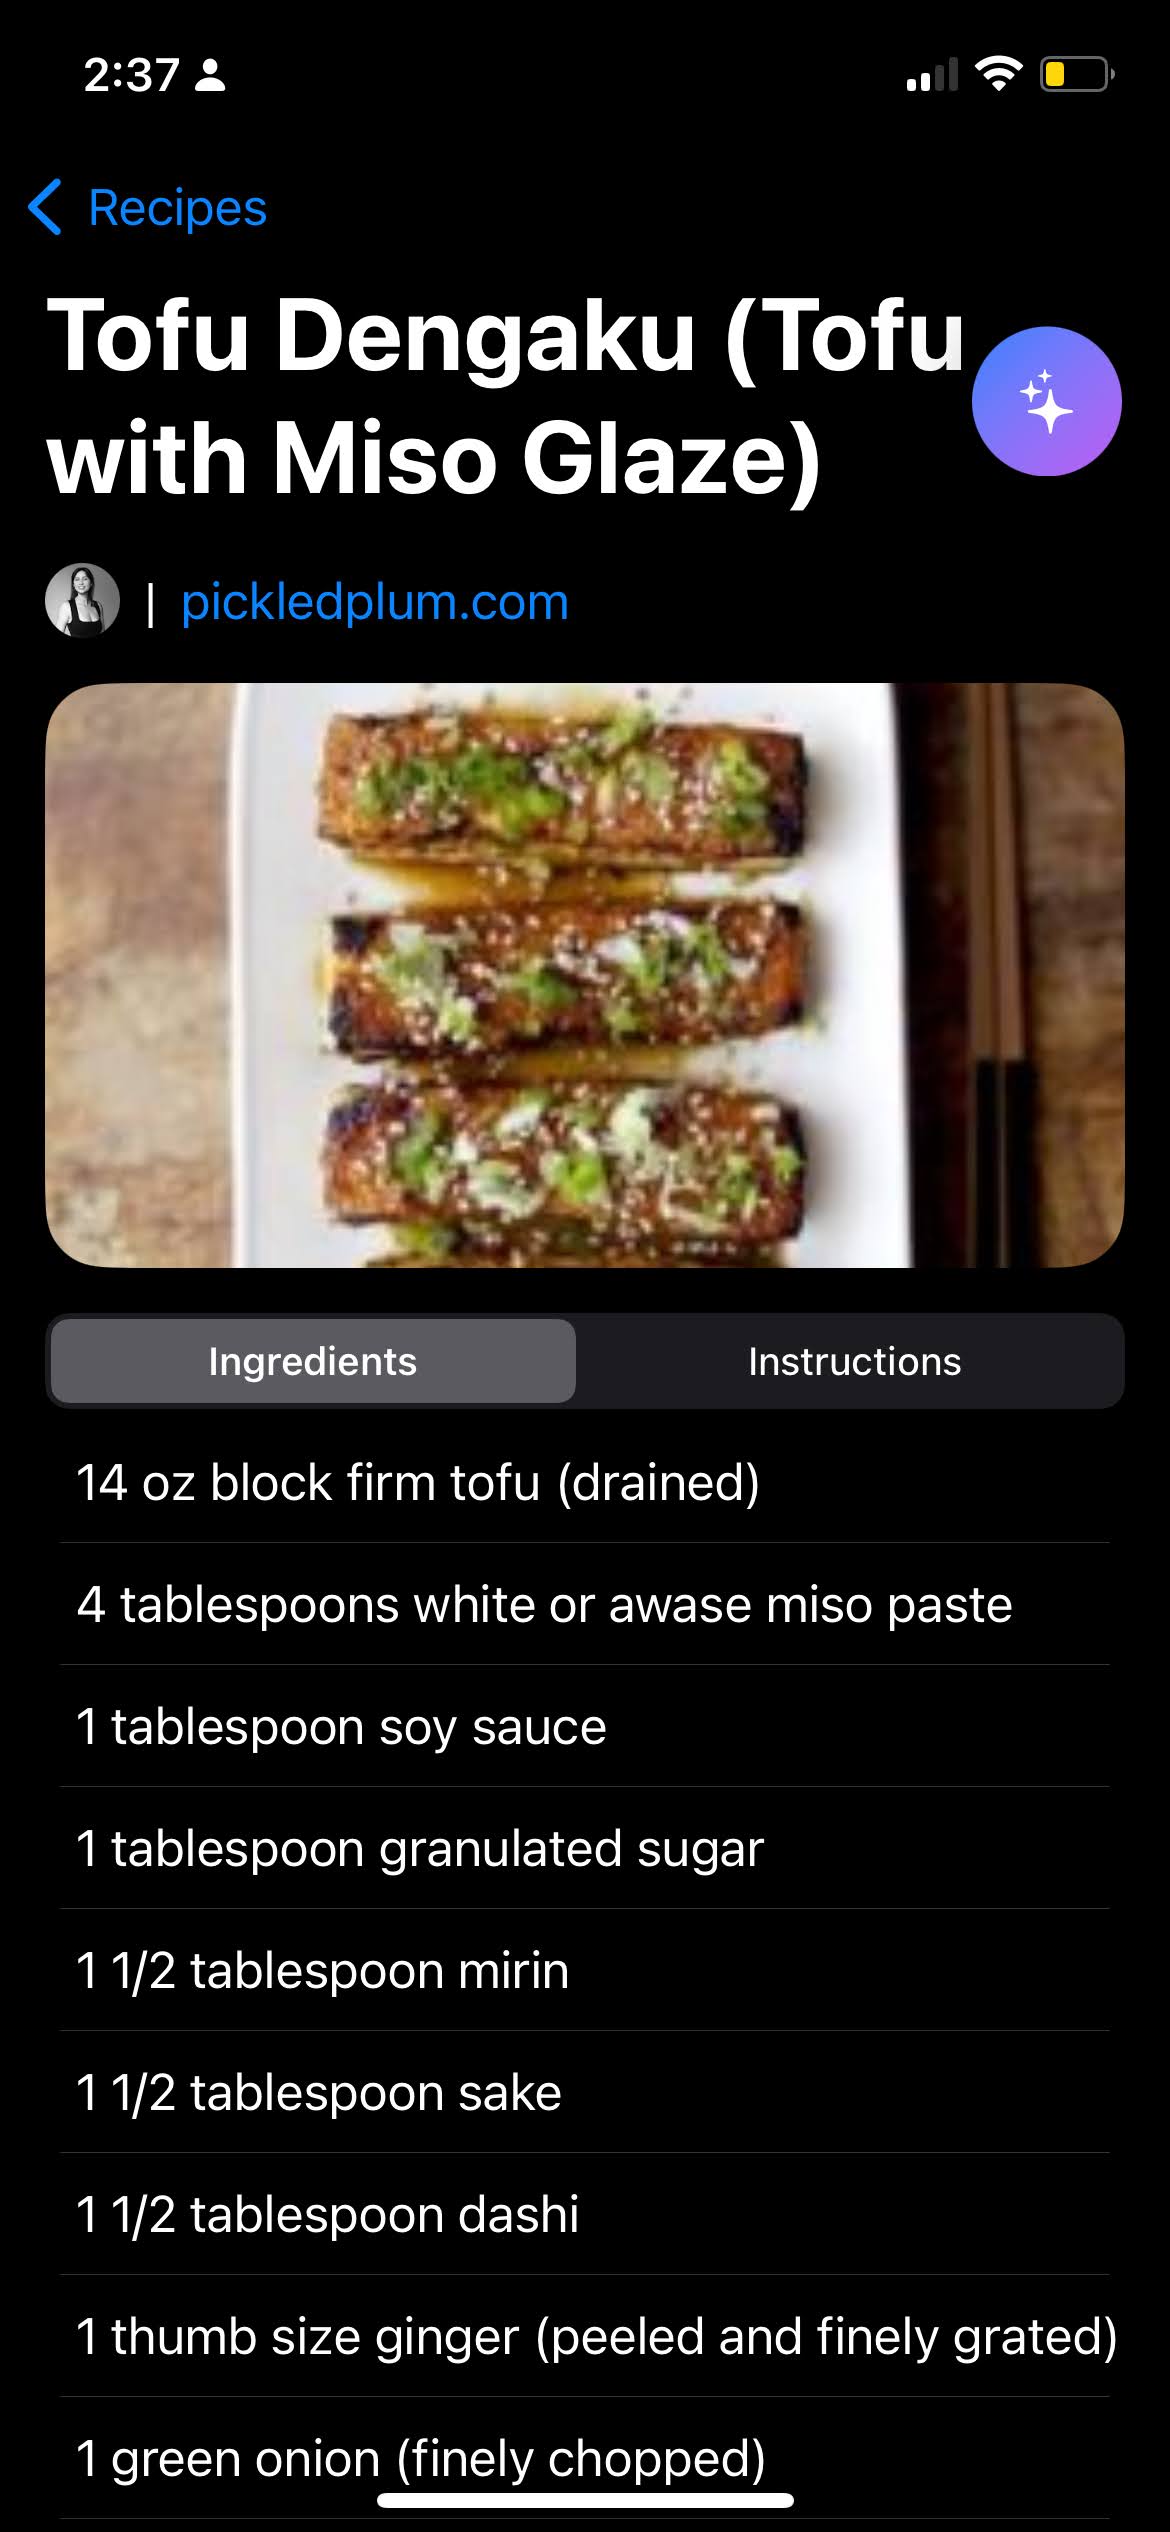 2:37
Recipes
Tofu Dengaku (Tofu
with Miso Glaze)
| pickledplum.com
Ingredients
Instructions
14 oz block firm tofu (drained)
4 tablespoons white or awase miso paste
1 tablespoon soy sauce
1 tablespoon granulated sugar
1 1/2 tablespoon mirin
1 1/2 tablespoon sake
1 1/2 tablespoon dashi
1 thumb size ginger (peeled and finely grated)
1 green onion (finely chopped)